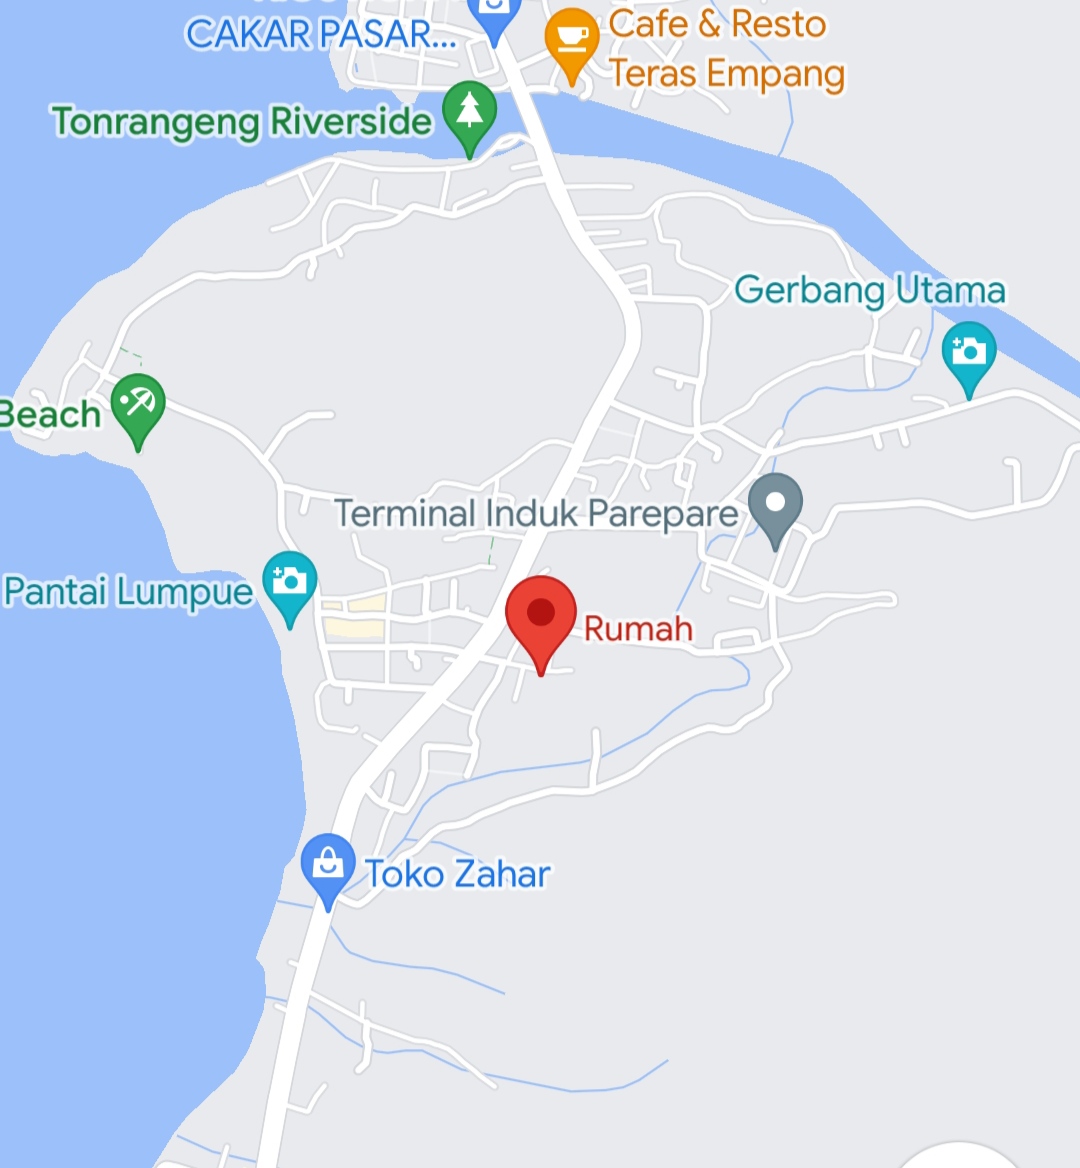 CAKAR PASAR...
Cafe & Resto
Teras Empang
Tonrangeng Riverside
Gerbang Utama
Beach
Terminal Induk Parepare
Pantai Lumpue
Rumah
Toko Zahar